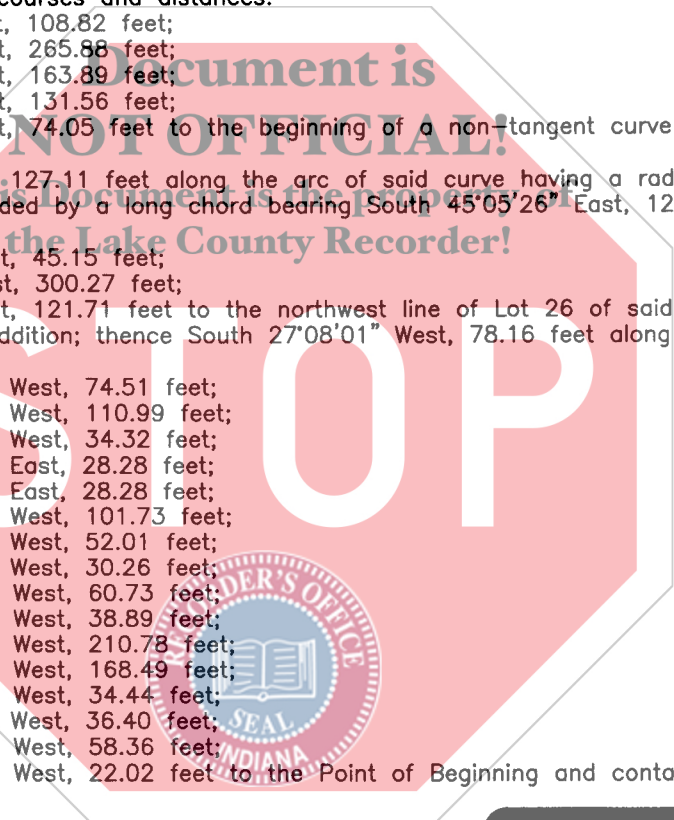 courses and distances:
t, 108.82 feet;
t, 265.88 feet;
t, 163.89 feet;
t, 131.56 feet;
t, 74.05 feet to the beginning of a non-tangent curve
127.11 feet along the arc of said curve having a rad
ded by a long chord bearing South 45°05'26" East, 12
t, 45.15 feet;
st, 300.27 feet;
t, 121.71 feet to the northwest line of Lot 26 of said
ddition; thence South 27°08'01" West, 78.16 feet along
West, 74.51 feet;
West, 110.99 feet;
West, 34.32 feet;
East, 28.28 feet;
East, 28.28 feet;
West, 101.73 feet;
West, 52.01 feet;
West, 30.26 feet;
West, 60.73 feet;
West, 38.89 feet;
West, 210.78 feet;
West, 168.49 feet;
West, 34.44 feet;
West, 36.40 feet;
West, 58.36 feet;
West, 22.02 feet to the Point of Beginning and conta
Document is
NOT OFFICIAL!
is Document is the property of
the Lake County Recorder!
STOP
RECORDER'S OFFICE
SEAL
INDIANA